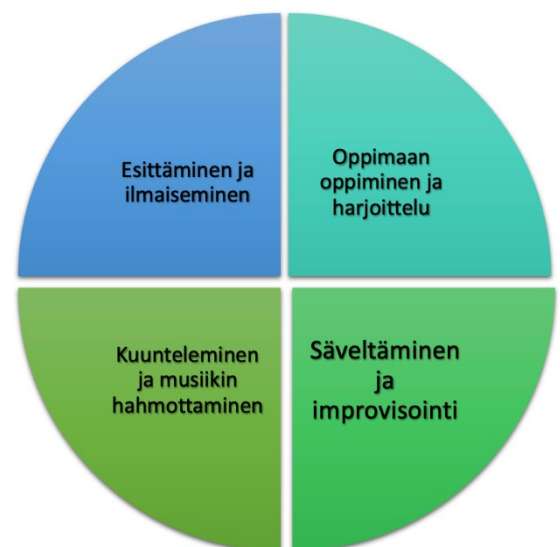 Esittäminen ja
ilmaiseminen
Oppimaan
oppiminen ja
harjoittelu
Kuunteleminen
ja musiikin
hahmottaminen
Säveltäminen
ja
improvisointi